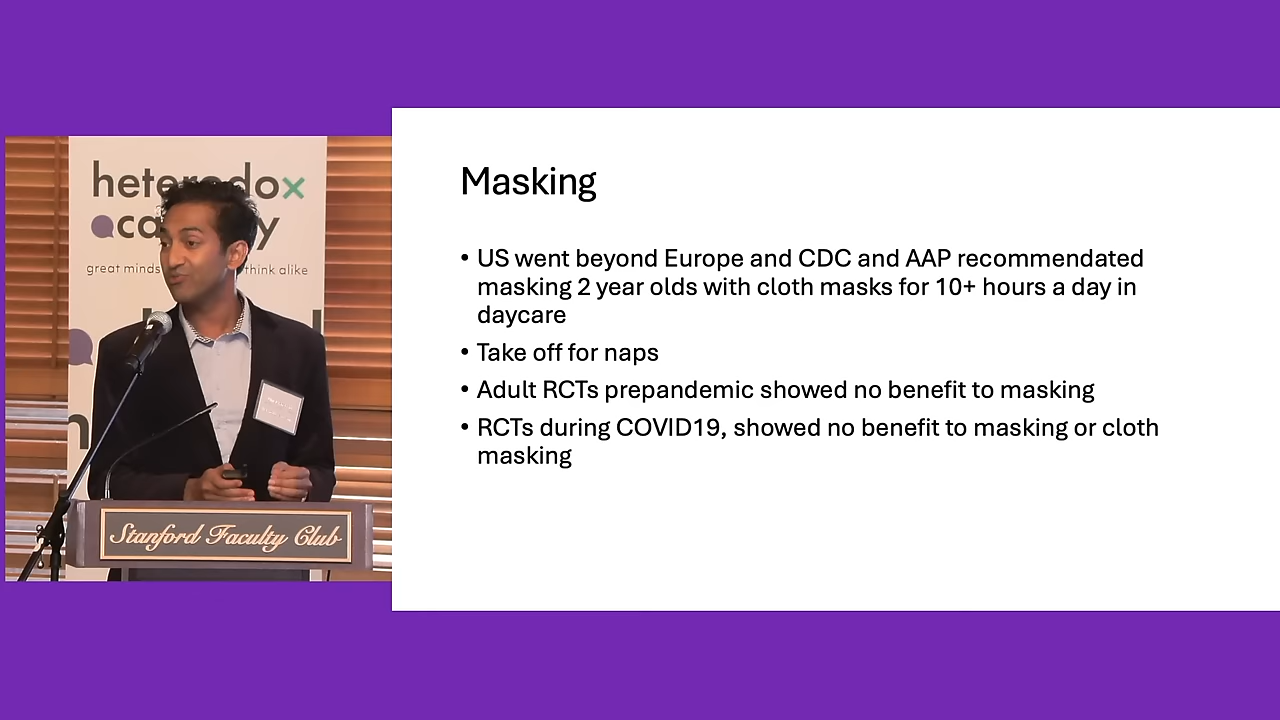 heterodox
academy
great minds think alike
Stanford Faculty Club
Masking
• US went beyond Europe and CDC and AAP recommendated
masking 2 year olds with cloth masks for 10+ hours a day in
daycare
• Take off for naps
• Adult RCTs prepandemic showed no benefit to masking
• RCTs during COVID19, showed no benefit to masking or cloth
masking